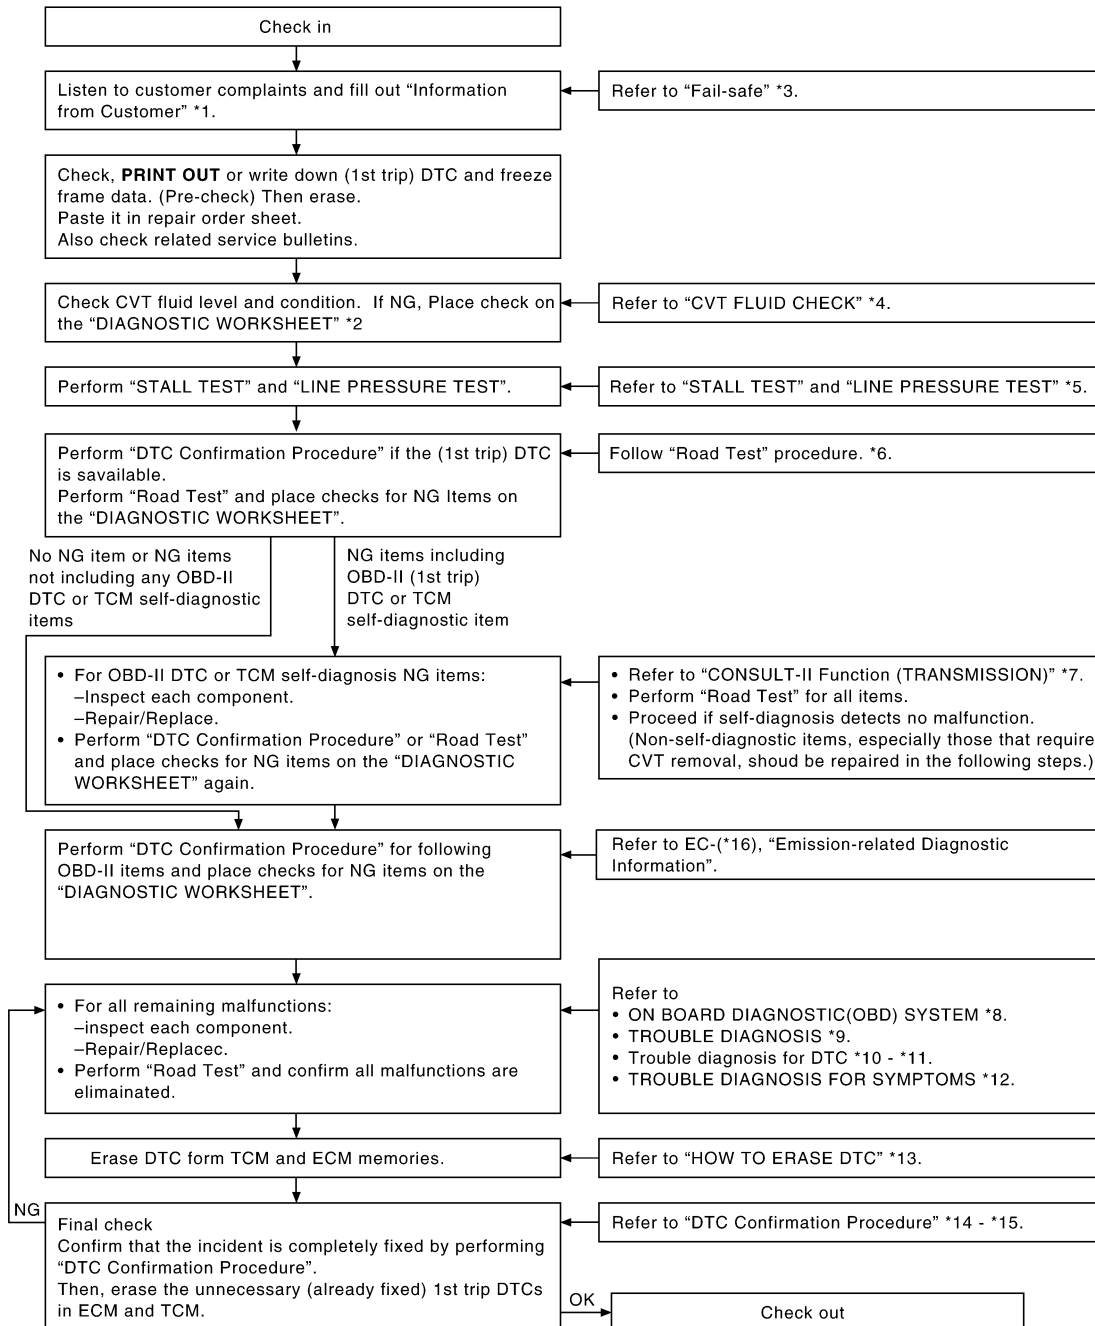 Check in
Listen to customer complaints and fill out “Information
from Customer” *1.
Refer to “Fail-safe” *3.
Check, PRINT OUT or write down (1st trip) DTC and freeze
frame data. (Pre-check) Then erase.
Paste it in repair order sheet.
Also check related service bulletins.
Check CVT fluid level and condition. If NG, Place check on
the “DIAGNOSTIC WORKSHEET” *2
Refer to “CVT FLUID CHECK” *4.
Perform “STALL TEST” and “LINE PRESSURE TEST”.
Refer to “STALL TEST” and “LINE PRESSURE TEST” *5.
Perform “DTC Confirmation Procedure” if the (1st trip) DTC
is savailable.
Perform “Road Test” and place checks for NG Items on
the “DIAGNOSTIC WORKSHEET”.
Follow “Road Test” procedure. *6.
No NG item or NG items
not including any OBD-II
DTC or TCM self-diagnostic
items
NG items including
OBD-II (1st trip)
DTC or TCM
self-diagnostic item
• For OBD-II DTC or TCM self-diagnosis NG items:
–Inspect each component.
–Repair/Replace.
• Perform “DTC Confirmation Procedure” or “Road Test”
and place checks for NG items on the “DIAGNOSTIC
WORKSHEET” again.
• Refer to “CONSULT-II Function (TRANSMISSION)” *7.
• Perform “Road Test” for all items.
• Proceed if self-diagnosis detects no malfunction.
(Non-self-diagnostic items, especially those that require
CVT removal, shoud be repaired in the following steps.)
Perform “DTC Confirmation Procedure” for following
OBD-II items and place checks for NG items on the
“DIAGNOSTIC WORKSHEET”.
Refer to EC-(*16), “Emission-related Diagnostic
Information”.
• For all remaining malfunctions:
–inspect each component.
–Repair/Replacec.
• Perform “Road Test” and confirm all malfunctions are
elimainated.
Refer to
• ON BOARD DIAGNOSTIC(OBD) SYSTEM *8.
• TROUBLE DIAGNOSIS *9.
• Trouble diagnosis for DTC *10 - *11.
• TROUBLE DIAGNOSIS FOR SYMPTOMS *12.
Erase DTC form TCM and ECM memories.
Refer to “HOW TO ERASE DTC” *13.
NG
Final check
Confirm that the incident is completely fixed by performing
“DTC Confirmation Procedure”.
Then, erase the unnecessary (already fixed) 1st trip DTCs
in ECM and TCM.
Refer to “DTC Confirmation Procedure” *14 - *15.
OK
Check out